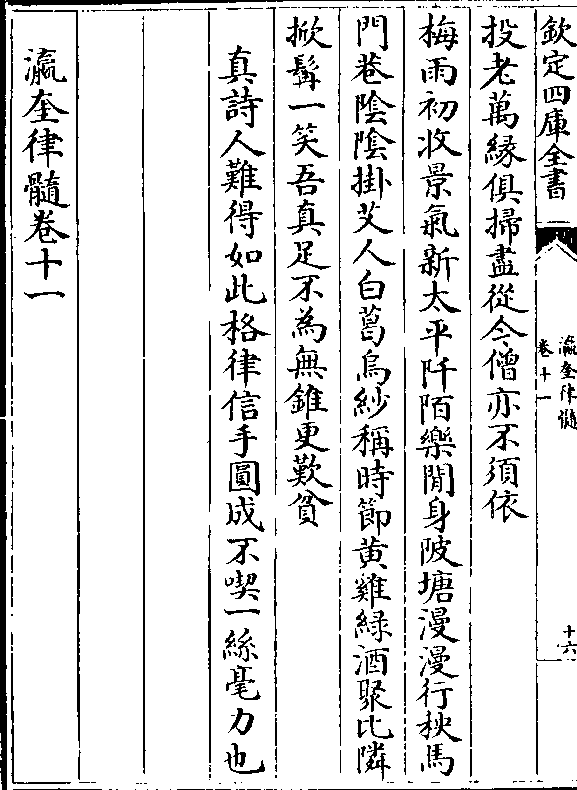 欽定四庫全書
瀛奎律髓
卷十一
十六
投老萬緣俱掃盡從今僧亦不須依
梅雨初收景氣新太平阡陌樂閒身陂塘漫漫行秧馬
門巷陰陰掛艾人白葛烏紗稱時節黄雞緑酒聚比隣
掀髯一笑吾真足不為無錐更歎貧
真詩人難得如此格律信手圓成不喫一絲毫力也
瀛奎律髓卷十一